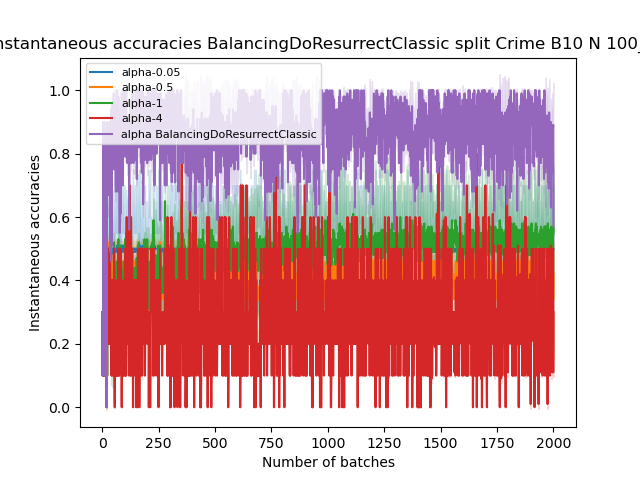 nstantaneous accuracies BalancingDoResurrectClassic split Crime B10 N 100_
alpha-0.05
alpha-0.5
alpha-1
alpha-4
alpha BalancingDoResurrectClassic
Instantaneous accuracies
1.0
0.8
0.6
0.4
0.2
0.0
0
250
500
750
1000
1250
1500
1750
2000
Number of batches